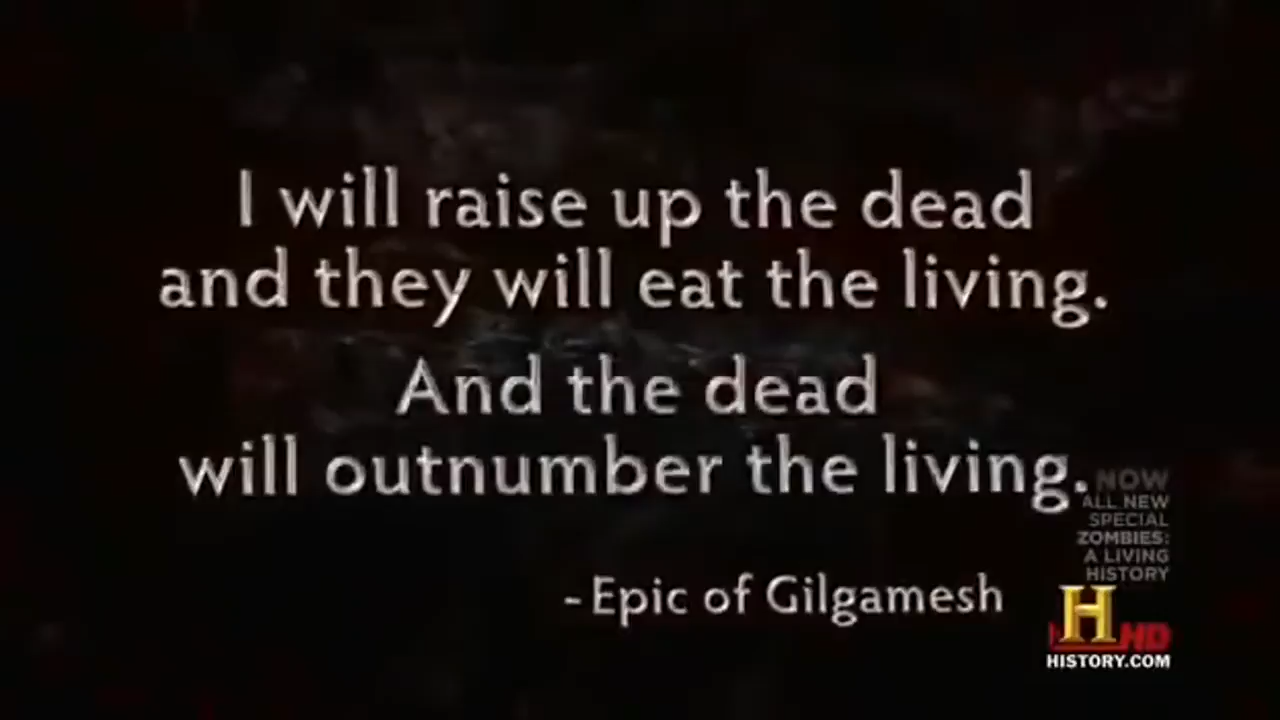 I will raise up the dead
and they will eat the living.
And the dead
will outnumber the living.
-Epic of Gilgamesh
NOW
ALL NEW
SPECIAL
ZOMBIES:
A LIVING
HISTORY
H HD
HISTORY.COM